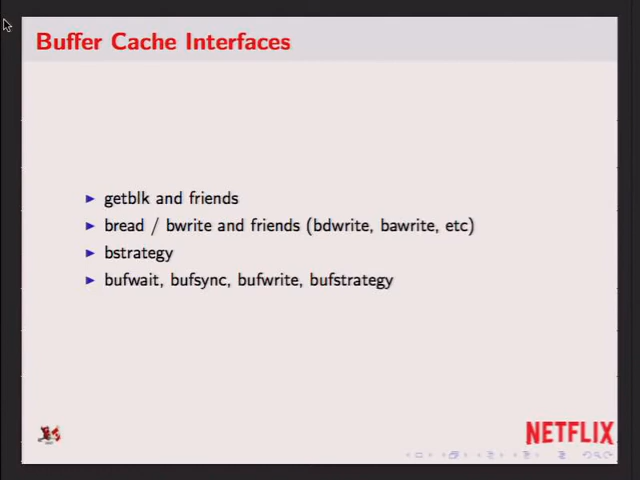 Buffer Cache Interfaces
getblk and friends
bread / bwrite and friends (bdwrite, bawrite, etc)
bstrategy
bufwait, bufsync, bufwrite, bufstrategy
NETFLIX